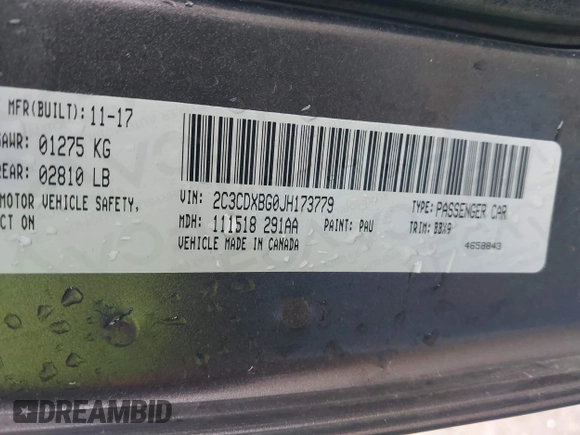 MFR(BUILT): 11-17
GAWR: 01275 KG
REAR: 02810 LB
MOTOR VEHICLE SAFETY,
CT ON
VIN: 2C3CDXBG0JH173779
TYPE: PASSENGER CAR
MDH: 111518 291AA
PAINT: PAU
TRIM: BBX9
VEHICLE MADE IN CANADA
4658843
DREAMBID